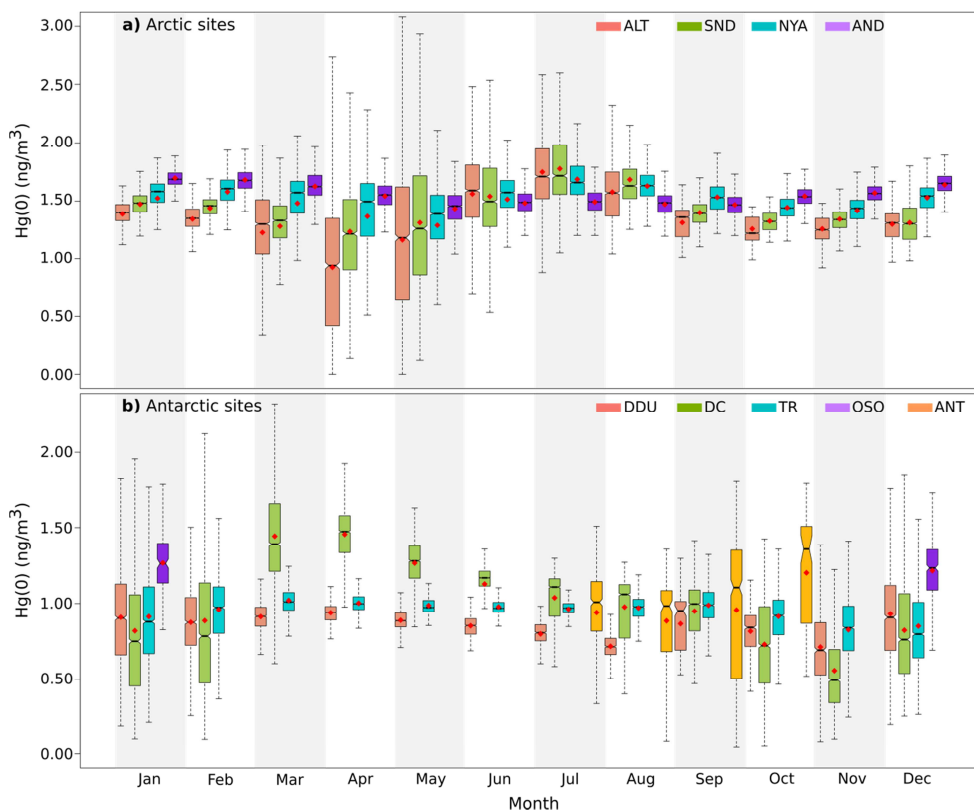 a) Arctic sites
ALT SND NYA AND
3.00
2.50
2.00
1.50
1.00
0.50
0.00
Hg(0) (ng/m³)
b) Antarctic sites
DDU DC TR OSO ANT
2.00
1.50
1.00
0.50
0.00
Hg(0) (ng/m³)
Jan Feb Mar Apr May Jun Jul Aug Sep Oct Nov Dec
Month